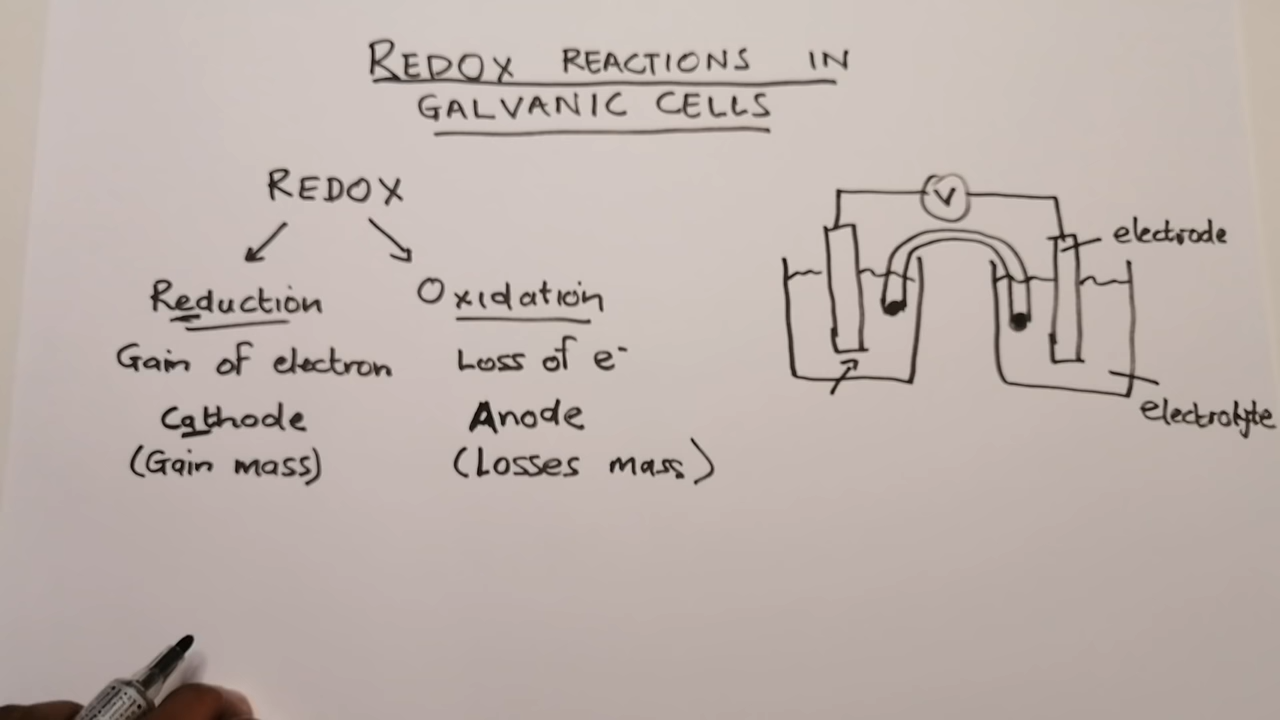 REDOX REACTIONS IN
GALVANIC CELLS
REDOX
Reduction
Gain of electron
Cathode
(Gain mass)
Oxidation
Loss of e-
Anode
(Losses mass)
V
electrode
electrolyte